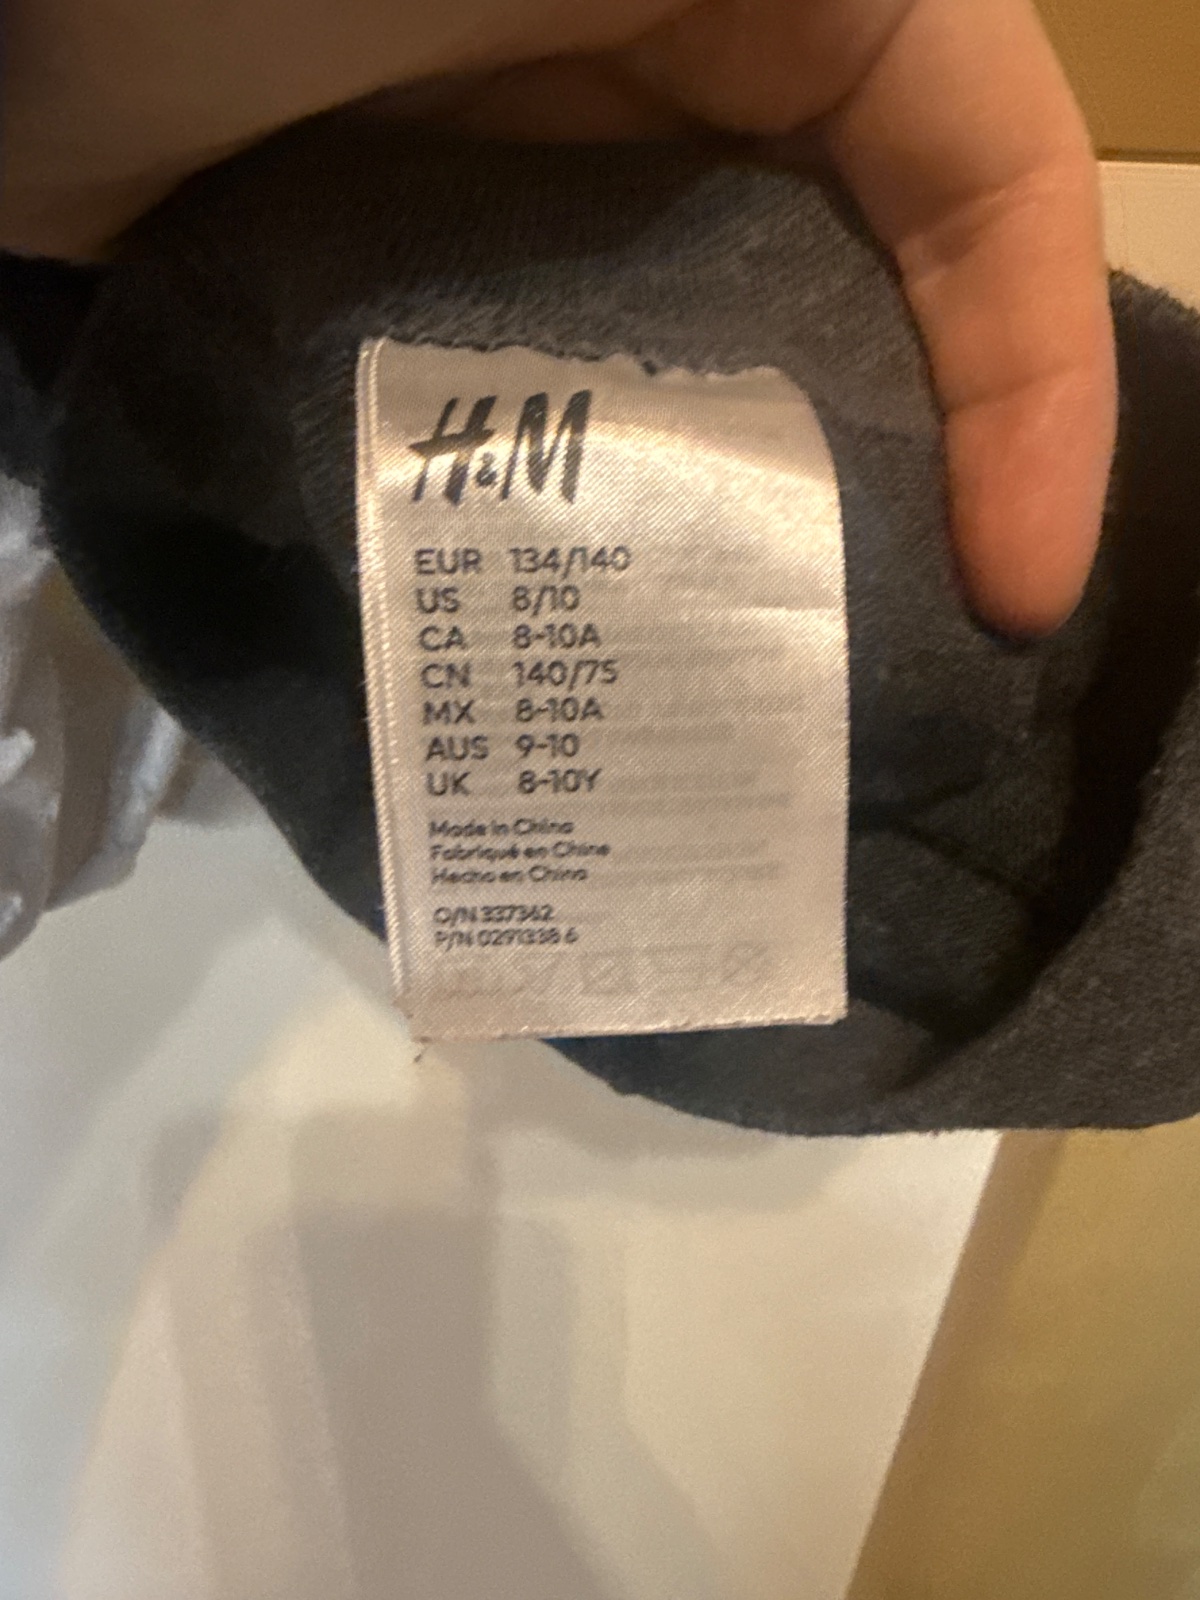 H&M
EUR 134/140
US 8/10
CA 8-10A
CN 140/75
MX 8-10A
AUS 9-10
UK 8-10Y
Made in China
Fabriqué en Chine
Hecho en China
O/N 337362
P/N 0291338 6